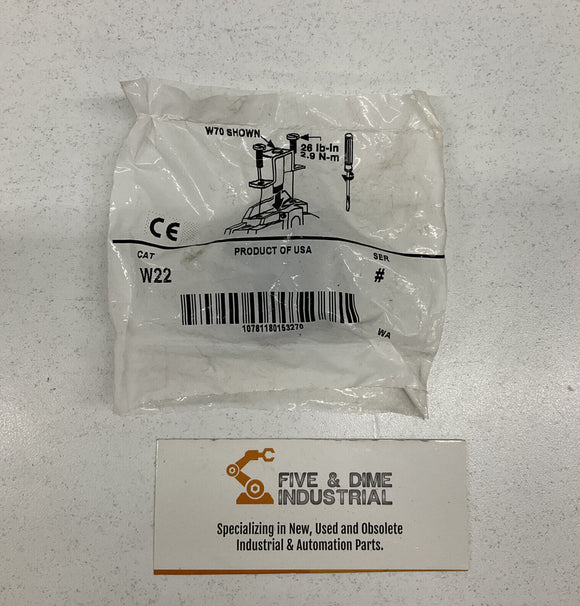 W70 SHOWN
26 lb-in
2.9 N-m
CE
CAT
PRODUCT OF USA
SER
W22
#
10781180153270
WA
FIVE & DIME
INDUSTRIAL
Specializing in New, Used and Obsolete
Industrial & Automation Parts.